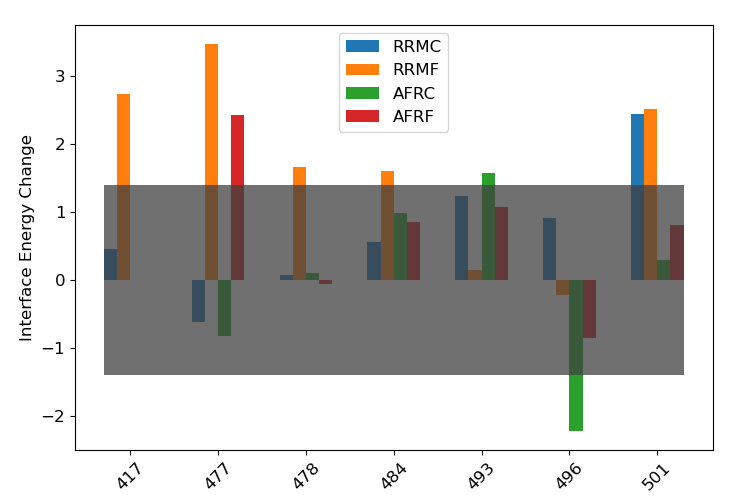 RRMC
RRMF
AFRC
AFRF
Interface Energy Change
3
2
1
0
−1
−2
417 477 478 484 493 496 501